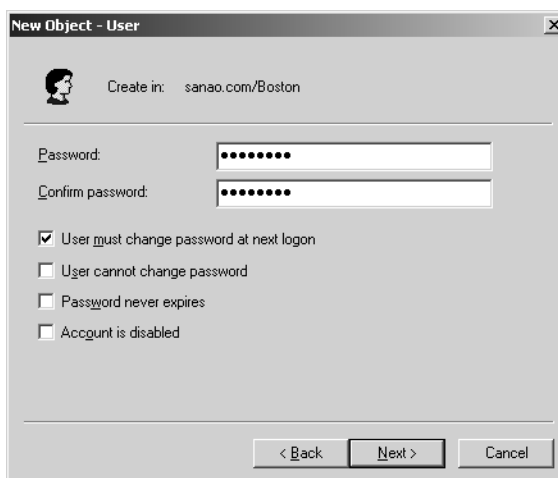 New Object - User
Create in: sanao.com/Boston
Password: ••••••••
Confirm password: ••••••••
User must change password at next logon
User cannot change password
Password never expires
Account is disabled
< Back Next > Cancel